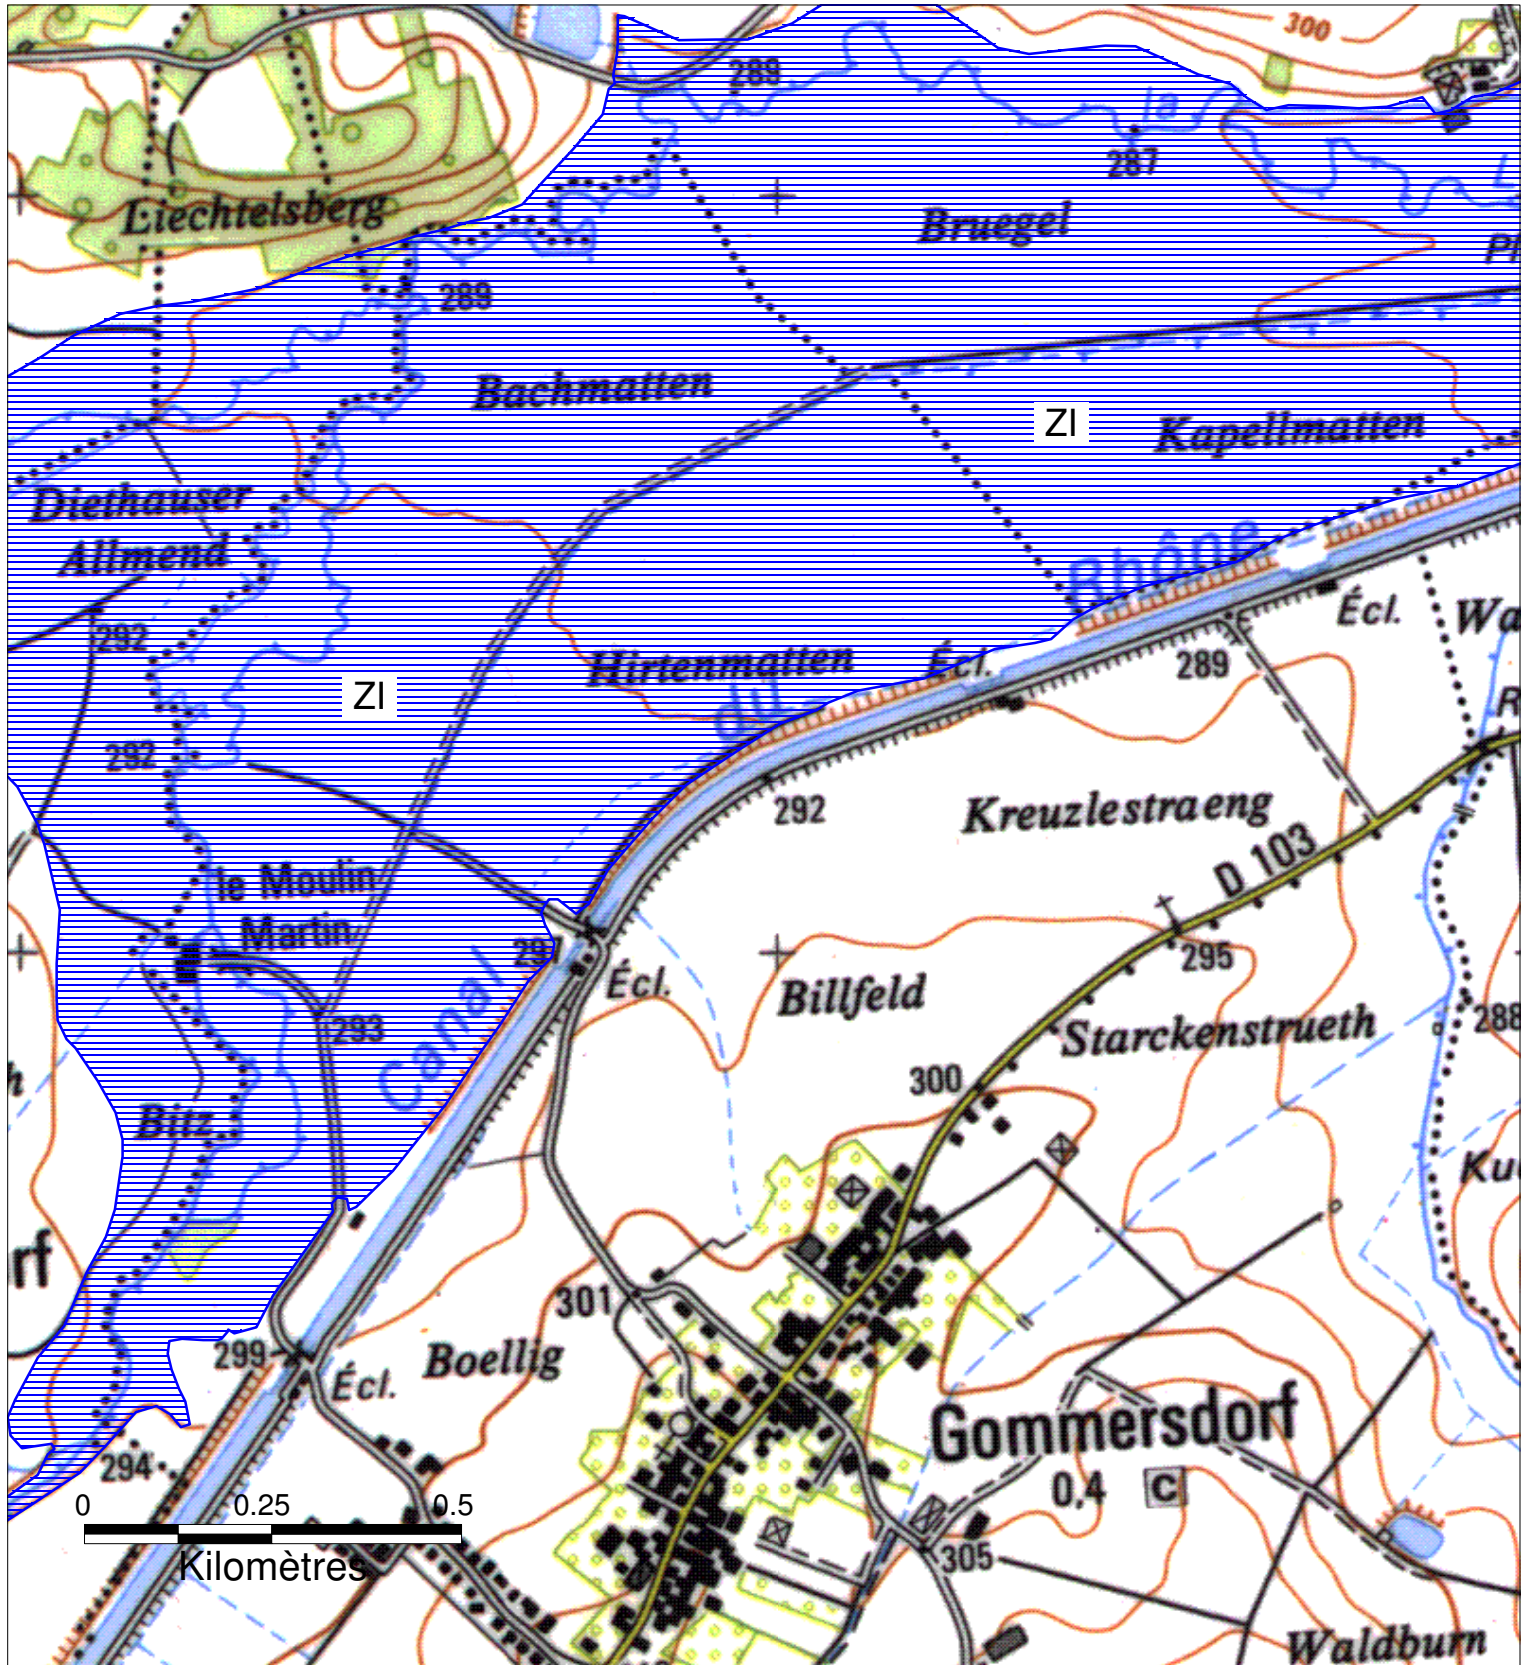 300
289
la
287
Liechtelsberg
Bruegel
289
Bachmatten
ZI
Kapellmatten
Diethauser
Allmend
Rhône
Écl.
292
Hirtenmatten
Écl.
289
ZI
du
292
292
Kreuzlestraeng
D 103
le Moulin
Martin
297
Écl.
295
Billfeld
293
Canal
Starckenstrueth
288
300
Bitz
301
299
Boellig
Écl.
Gommersdorf
0,4 C
294
0 0.25 0.5
Kilomètres
305
Waldburn